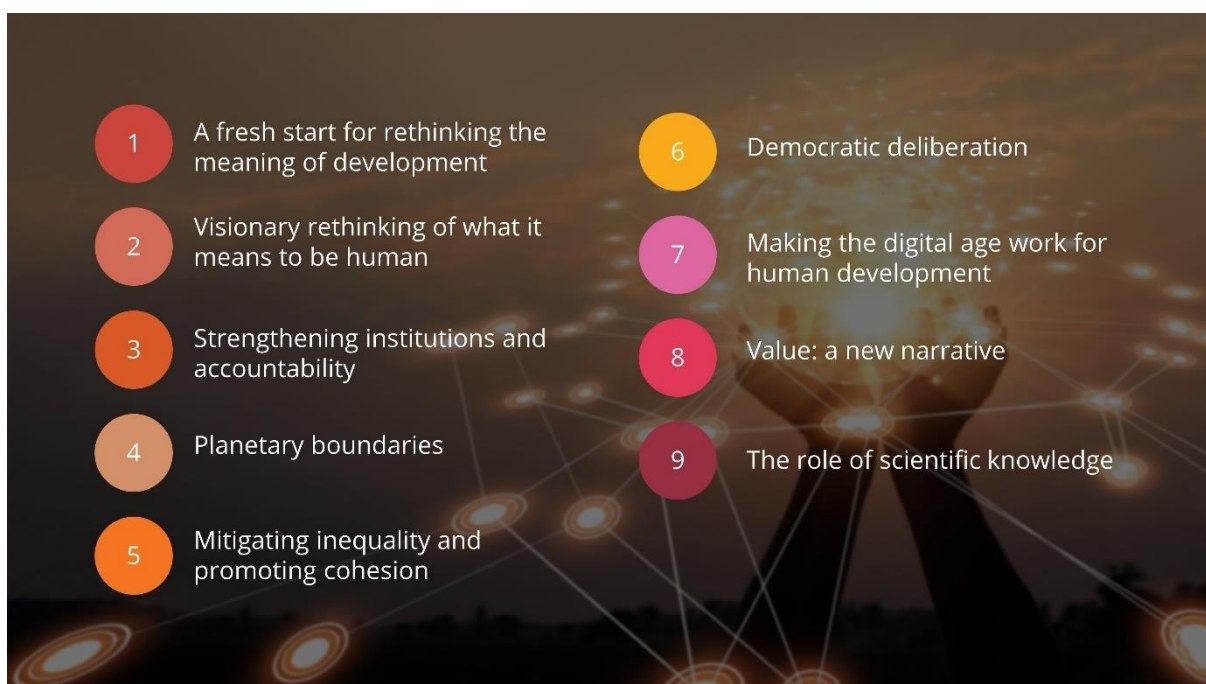 1
A fresh start for rethinking the
meaning of development
2
Visionary rethinking of what it
means to be human
3
Strengthening institutions and
accountability
4
Planetary boundaries
5
Mitigating inequality and
promoting cohesion
6
Democratic deliberation
7
Making the digital age work for
human development
8
Value: a new narrative
9
The role of scientific knowledge